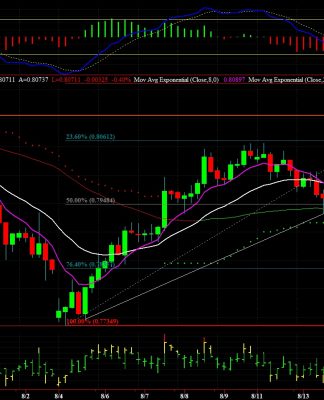 .80711 A=0.80737 L=0.80711 -0.00325 -0.40% Mov Avg Exponential (Close,8,0) 0.80897 Mov Avg Exponential (Close,
23.60% (0.80612)
50.00% (0.79484)
76.40%
100.00% (0.77349)
8/2 8/4 8/6 8/7 8/8 8/9 8/11 8/13